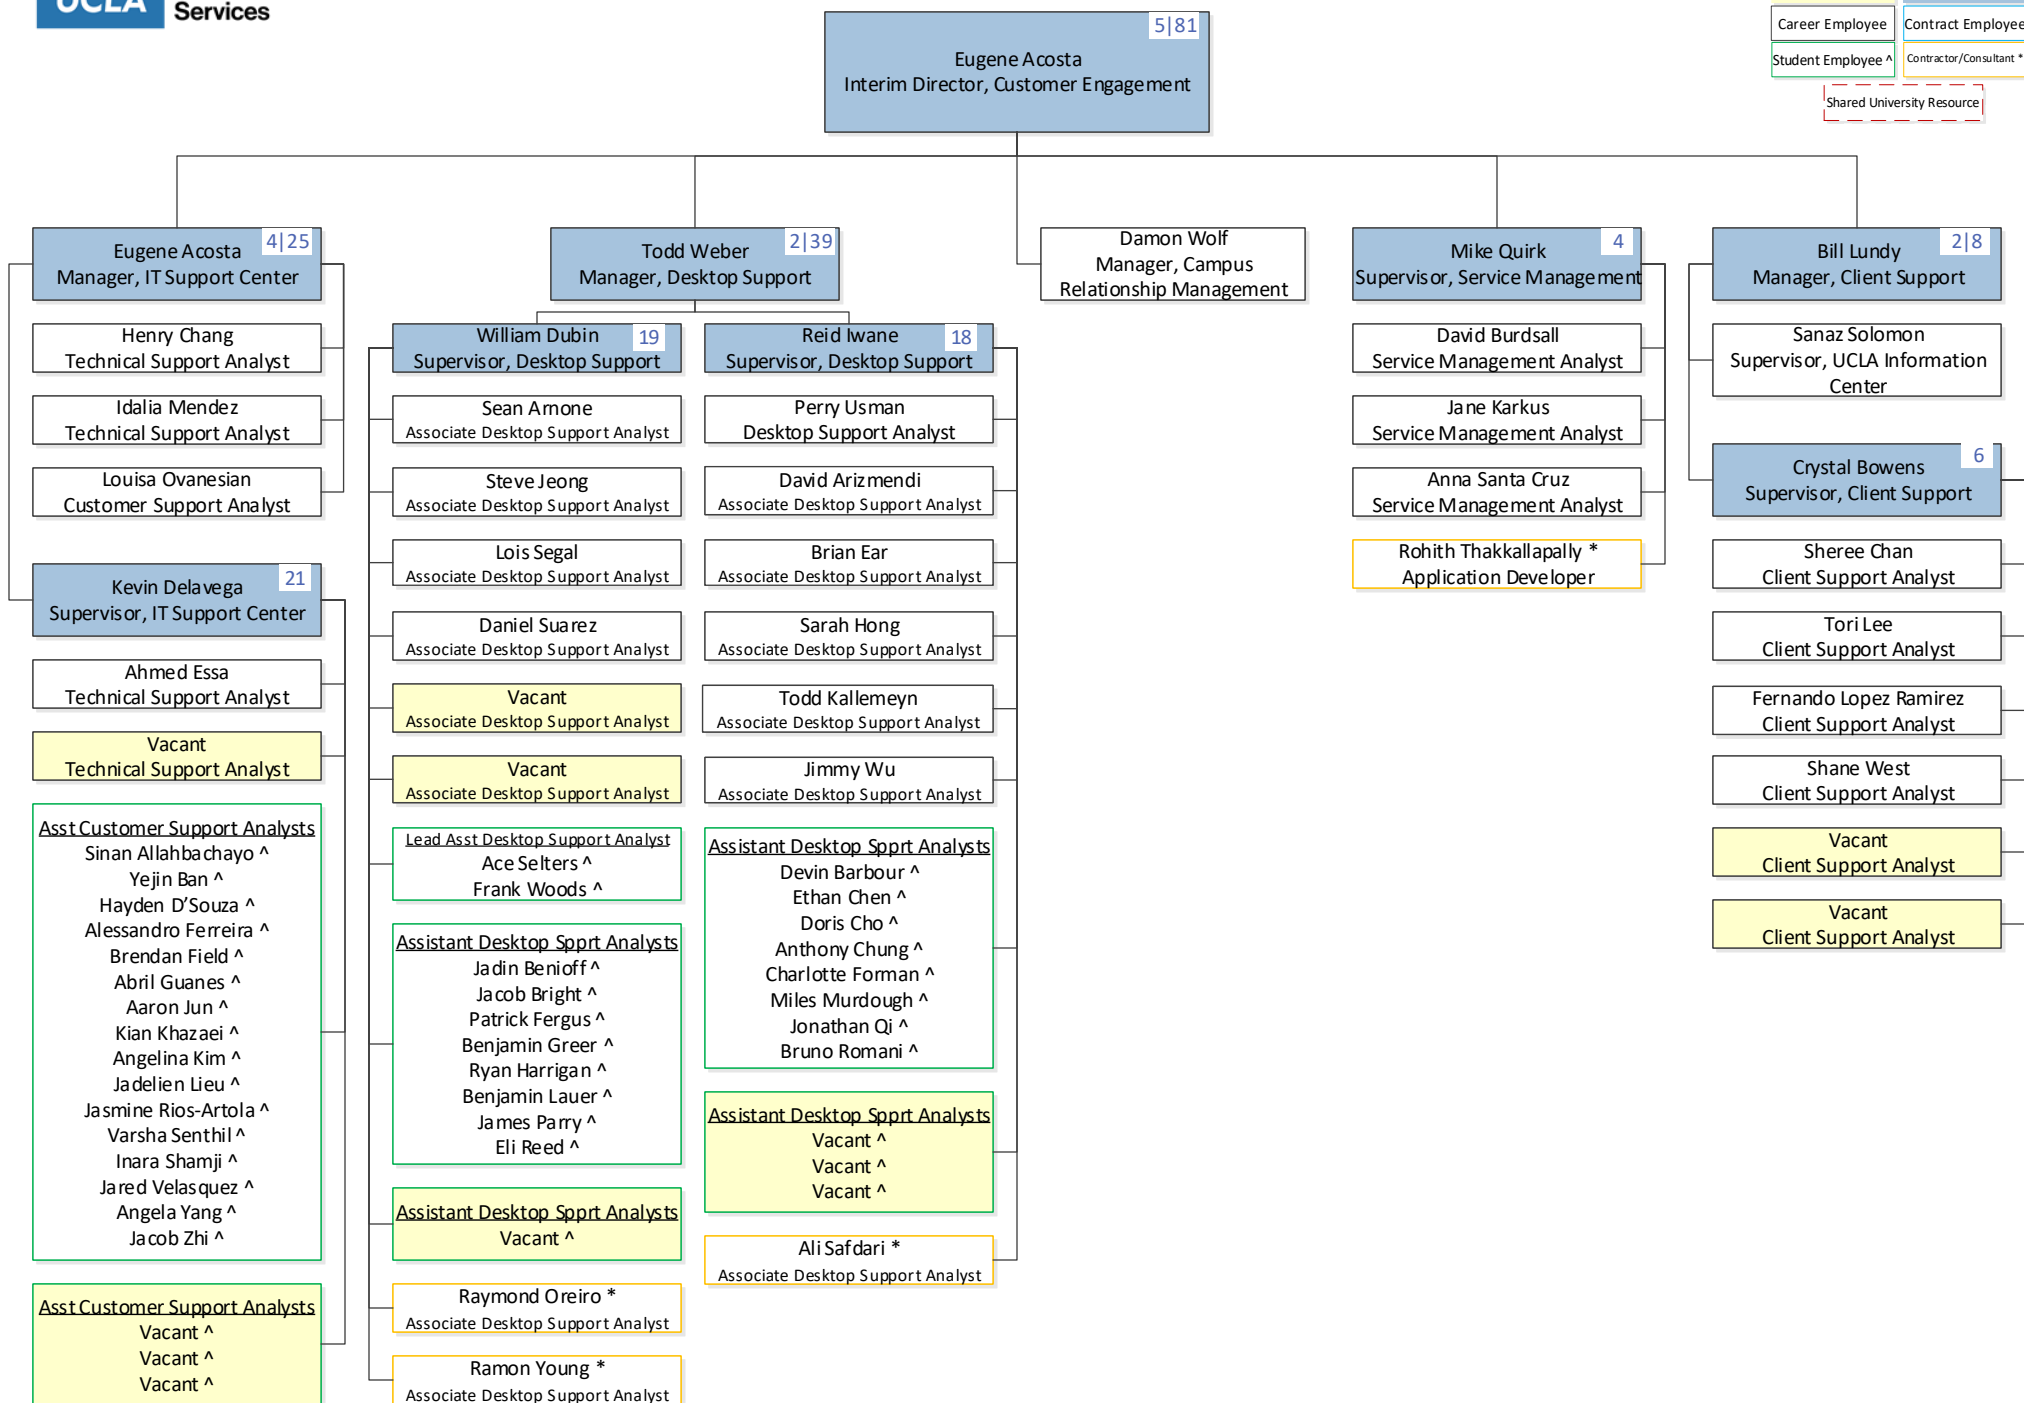 UCLA
Services
Career Employee
Contract Employee
Student Employee ^
Contractor/Consultant *
Shared University Resource
5|81
Eugene Acosta
Interim Director, Customer Engagement
4|25
Eugene Acosta
Manager, IT Support Center
Henry Chang
Technical Support Analyst
Idalia Mendez
Technical Support Analyst
Louisa Ovanesian
Customer Support Analyst
21
Kevin Delavega
Supervisor, IT Support Center
Ahmed Essa
Technical Support Analyst
Vacant
Technical Support Analyst
Asst Customer Support Analysts
Sinan Allahbachayo ^
Yejin Ban ^
Hayden D’Souza ^
Alessandro Ferreira ^
Brendan Field ^
Abril Guanes ^
Aaron Jun ^
Kian Khazaei ^
Angelina Kim ^
Jadelien Lieu ^
Jasmine Rios-Artola ^
Varsha Senthil ^
Inara Shamji ^
Jared Velasquez ^
Angela Yang ^
Jacob Zhi ^
Asst Customer Support Analysts
Vacant ^
Vacant ^
Vacant ^
2|39
Todd Weber
Manager, Desktop Support
19
William Dubin
Supervisor, Desktop Support
Sean Arnone
Associate Desktop Support Analyst
Steve Jeong
Associate Desktop Support Analyst
Lois Segal
Associate Desktop Support Analyst
Daniel Suarez
Associate Desktop Support Analyst
Vacant
Associate Desktop Support Analyst
Vacant
Associate Desktop Support Analyst
Lead Asst Desktop Support Analyst
Ace Selters ^
Frank Woods ^
Assistant Desktop Spprt Analysts
Jadin Benioff ^
Jacob Bright ^
Patrick Fergus ^
Benjamin Greer ^
Ryan Harrigan ^
Benjamin Lauer ^
James Parry ^
Eli Reed ^
Assistant Desktop Spprt Analysts
Vacant ^
Raymond Oreiro *
Associate Desktop Support Analyst
Ramon Young *
Associate Desktop Support Analyst
18
Reid Iwane
Supervisor, Desktop Support
Perry Usman
Desktop Support Analyst
David Arizmendi
Associate Desktop Support Analyst
Brian Ear
Associate Desktop Support Analyst
Sarah Hong
Associate Desktop Support Analyst
Todd Kallemeyn
Associate Desktop Support Analyst
Jimmy Wu
Associate Desktop Support Analyst
Assistant Desktop Spprt Analysts
Devin Barbour ^
Ethan Chen ^
Doris Cho ^
Anthony Chung ^
Charlotte Forman ^
Miles Murdough ^
Jonathan Qi ^
Bruno Romani ^
Assistant Desktop Spprt Analysts
Vacant ^
Vacant ^
Vacant ^
Ali Safdari *
Associate Desktop Support Analyst
Damon Wolf
Manager, Campus
Relationship Management
4
Mike Quirk
Supervisor, Service Management
David Burdsall
Service Management Analyst
Jane Karkus
Service Management Analyst
Anna Santa Cruz
Service Management Analyst
Rohith Thakkallapally *
Application Developer
2|8
Bill Lundy
Manager, Client Support
Sanaz Solomon
Supervisor, UCLA Information
Center
6
Crystal Bowens
Supervisor, Client Support
Sheree Chan
Client Support Analyst
Tori Lee
Client Support Analyst
Fernando Lopez Ramirez
Client Support Analyst
Shane West
Client Support Analyst
Vacant
Client Support Analyst
Vacant
Client Support Analyst